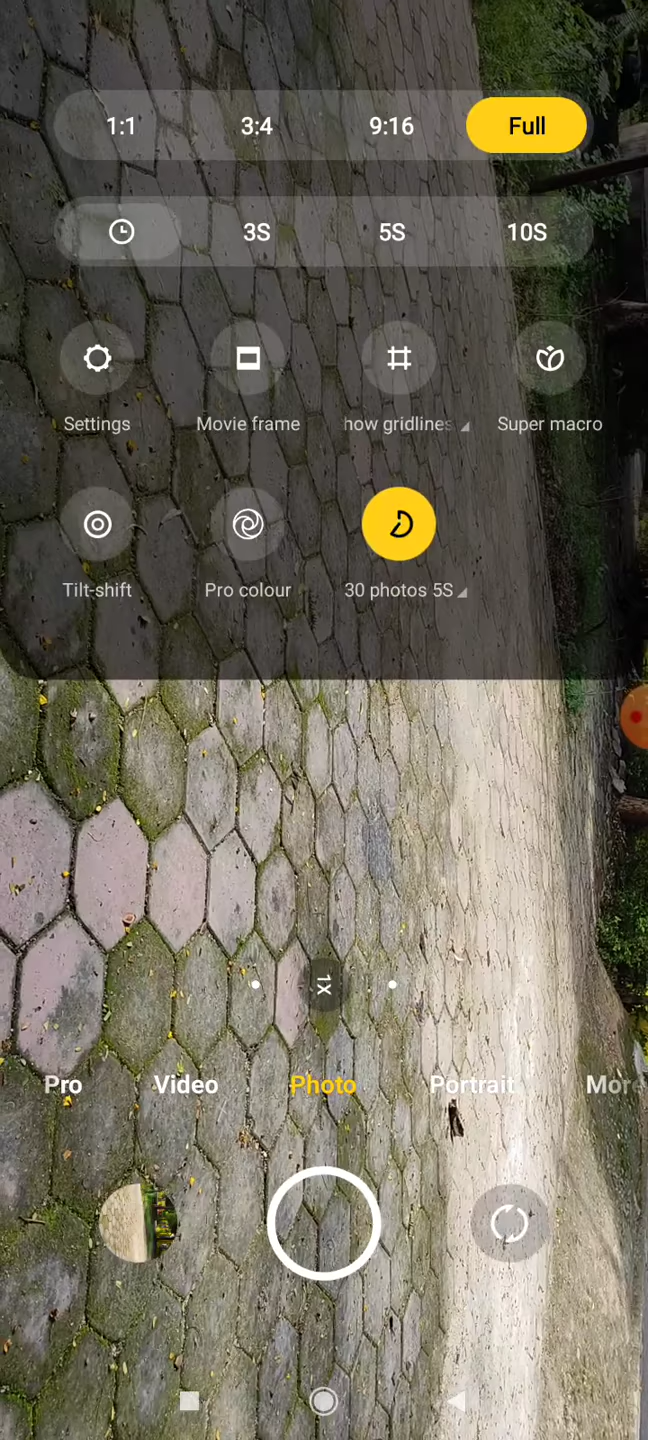 1:1 3:4 9:16 Full
3S 5S 10S
Settings Movie frame how gridlines Super macro
Tilt-shift Pro colour 30 photos 5S
1X
Pro Video Photo Portrait More